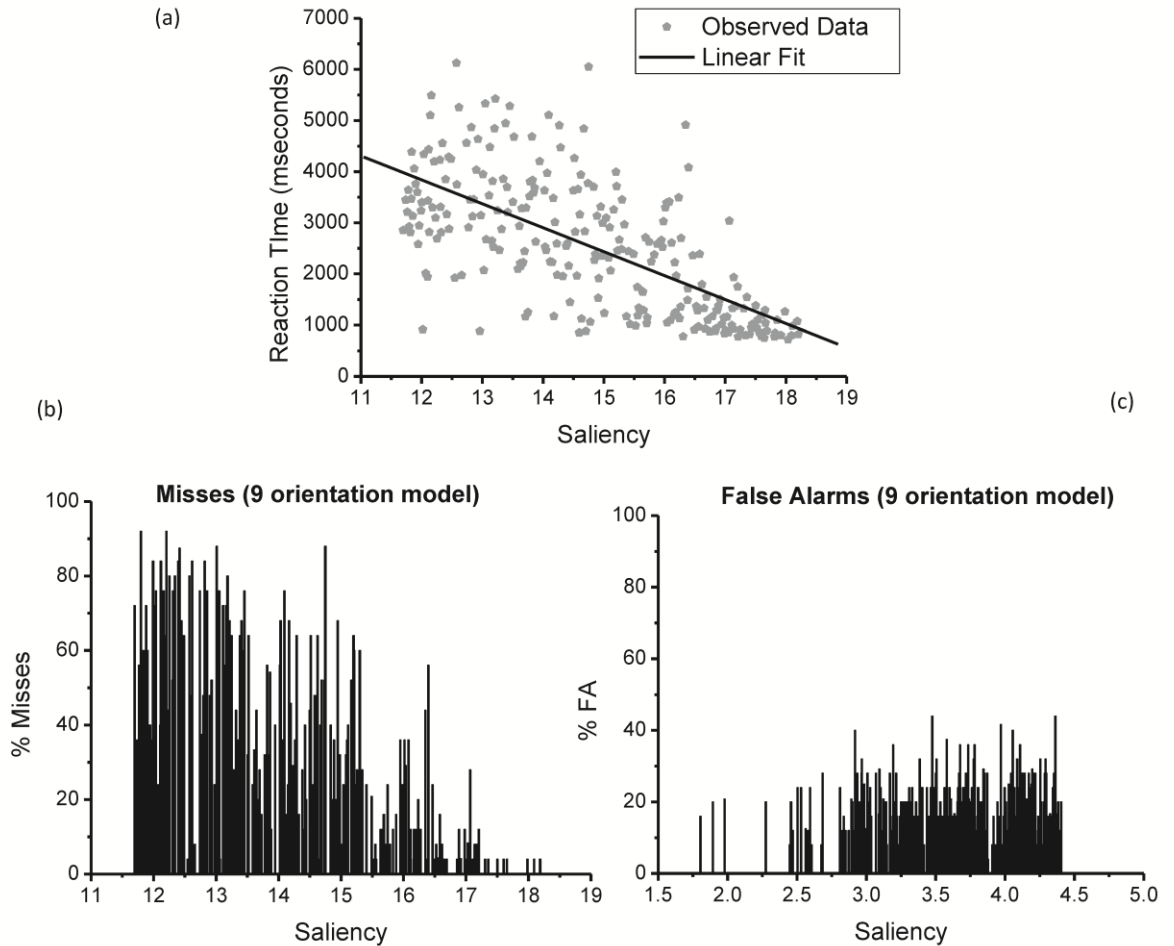 (a)
7000
6000
5000
4000
3000
2000
1000
0
Reaction TIme (mseconds)
Observed Data
Linear Fit
11 12 13 14 15 16 17 18 19
Saliency
(b)
(c)
Misses (9 orientation model)
100
80
60
40
20
0
% Misses
11 12 13 14 15 16 17 18 19
Saliency
False Alarms (9 orientation model)
100
80
60
40
20
0
% FA
1.5 2.0 2.5 3.0 3.5 4.0 4.5 5.0
Saliency